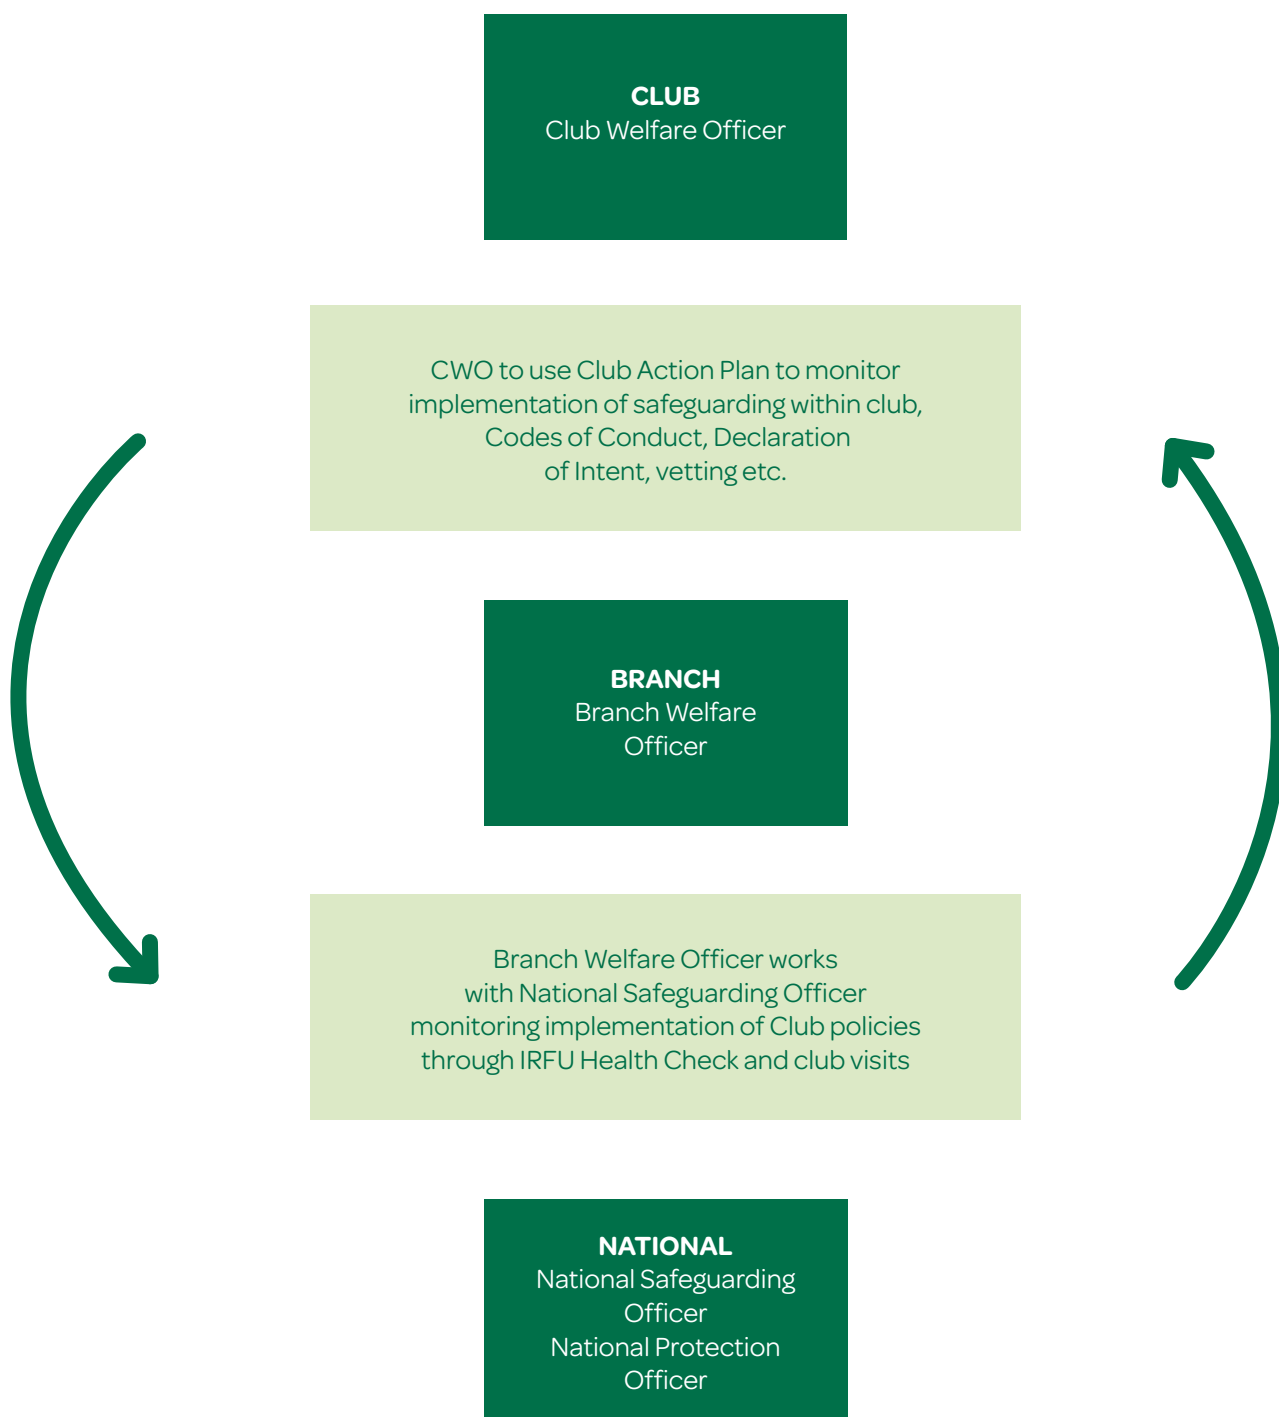 CLUB
Club Welfare Officer
CWO to use Club Action Plan to monitor
implementation of safeguarding within club,
Codes of Conduct, Declaration
of Intent, vetting etc.
BRANCH
Branch Welfare
Officer
Branch Welfare Officer works
with National Safeguarding Officer
monitoring implementation of Club policies
through IRFU Health Check and club visits
NATIONAL
National Safeguarding
Officer
National Protection
Officer